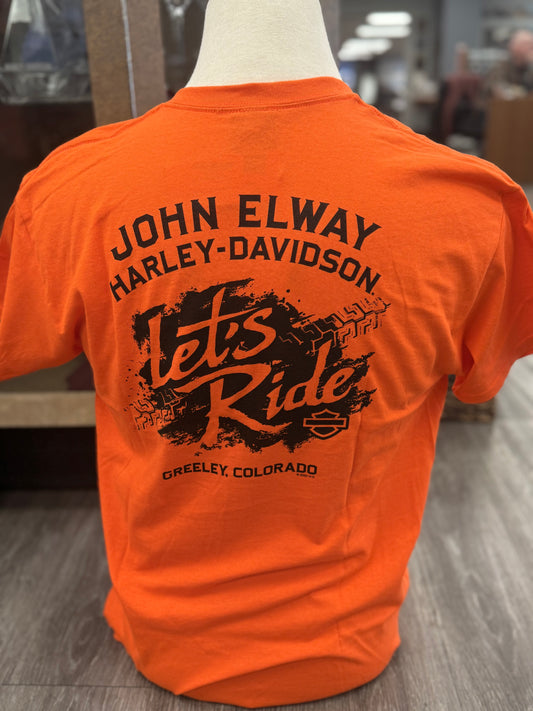 JOHN ELWAY
HARLEY-DAVIDSON
let's
Ride
GREELEY, COLORADO